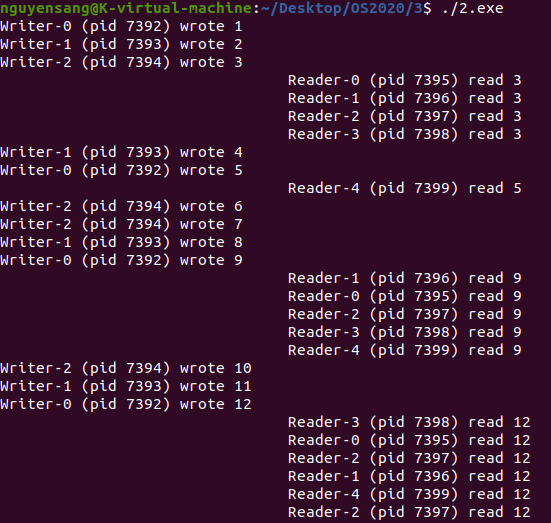 nguyensang@K-virtual-machine:~/Desktop/OS2020/3$ ./2.exe
Writer-0 (pid 7392) wrote 1
Writer-1 (pid 7393) wrote 2
Writer-2 (pid 7394) wrote 3
Reader-0 (pid 7395) read 3
Reader-1 (pid 7396) read 3
Reader-2 (pid 7397) read 3
Reader-3 (pid 7398) read 3
Writer-1 (pid 7393) wrote 4
Writer-0 (pid 7392) wrote 5
Reader-4 (pid 7399) read 5
Writer-2 (pid 7394) wrote 6
Writer-2 (pid 7394) wrote 7
Writer-1 (pid 7393) wrote 8
Writer-0 (pid 7392) wrote 9
Reader-1 (pid 7396) read 9
Reader-0 (pid 7395) read 9
Reader-2 (pid 7397) read 9
Reader-3 (pid 7398) read 9
Reader-4 (pid 7399) read 9
Writer-2 (pid 7394) wrote 10
Writer-1 (pid 7393) wrote 11
Writer-0 (pid 7392) wrote 12
Reader-3 (pid 7398) read 12
Reader-0 (pid 7395) read 12
Reader-2 (pid 7397) read 12
Reader-1 (pid 7396) read 12
Reader-4 (pid 7399) read 12
Reader-2 (pid 7397) read 12